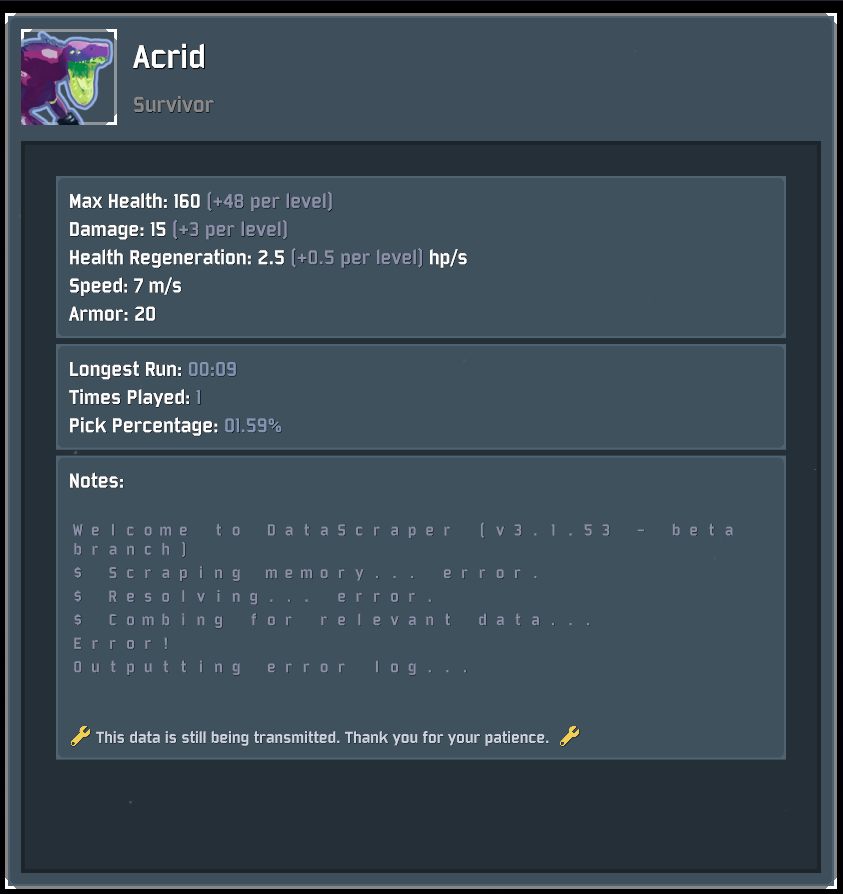 Acrid
Survivor
Max Health: 160 (+48 per level)
Damage: 15 (+3 per level)
Health Regeneration: 2.5 (+0.5 per level) hp/s
Speed: 7 m/s
Armor: 20
Longest Run: 00:09
Times Played: 1
Pick Percentage: 01.59%
Notes:
Welcome to DataScraper (v3.1.53 - beta
branch)
$ Scraping memory... error.
$ Resolving... error.
$ Combing for relevant data...
Error!
Outputting error log...
This data is still being transmitted. Thank you for your patience.